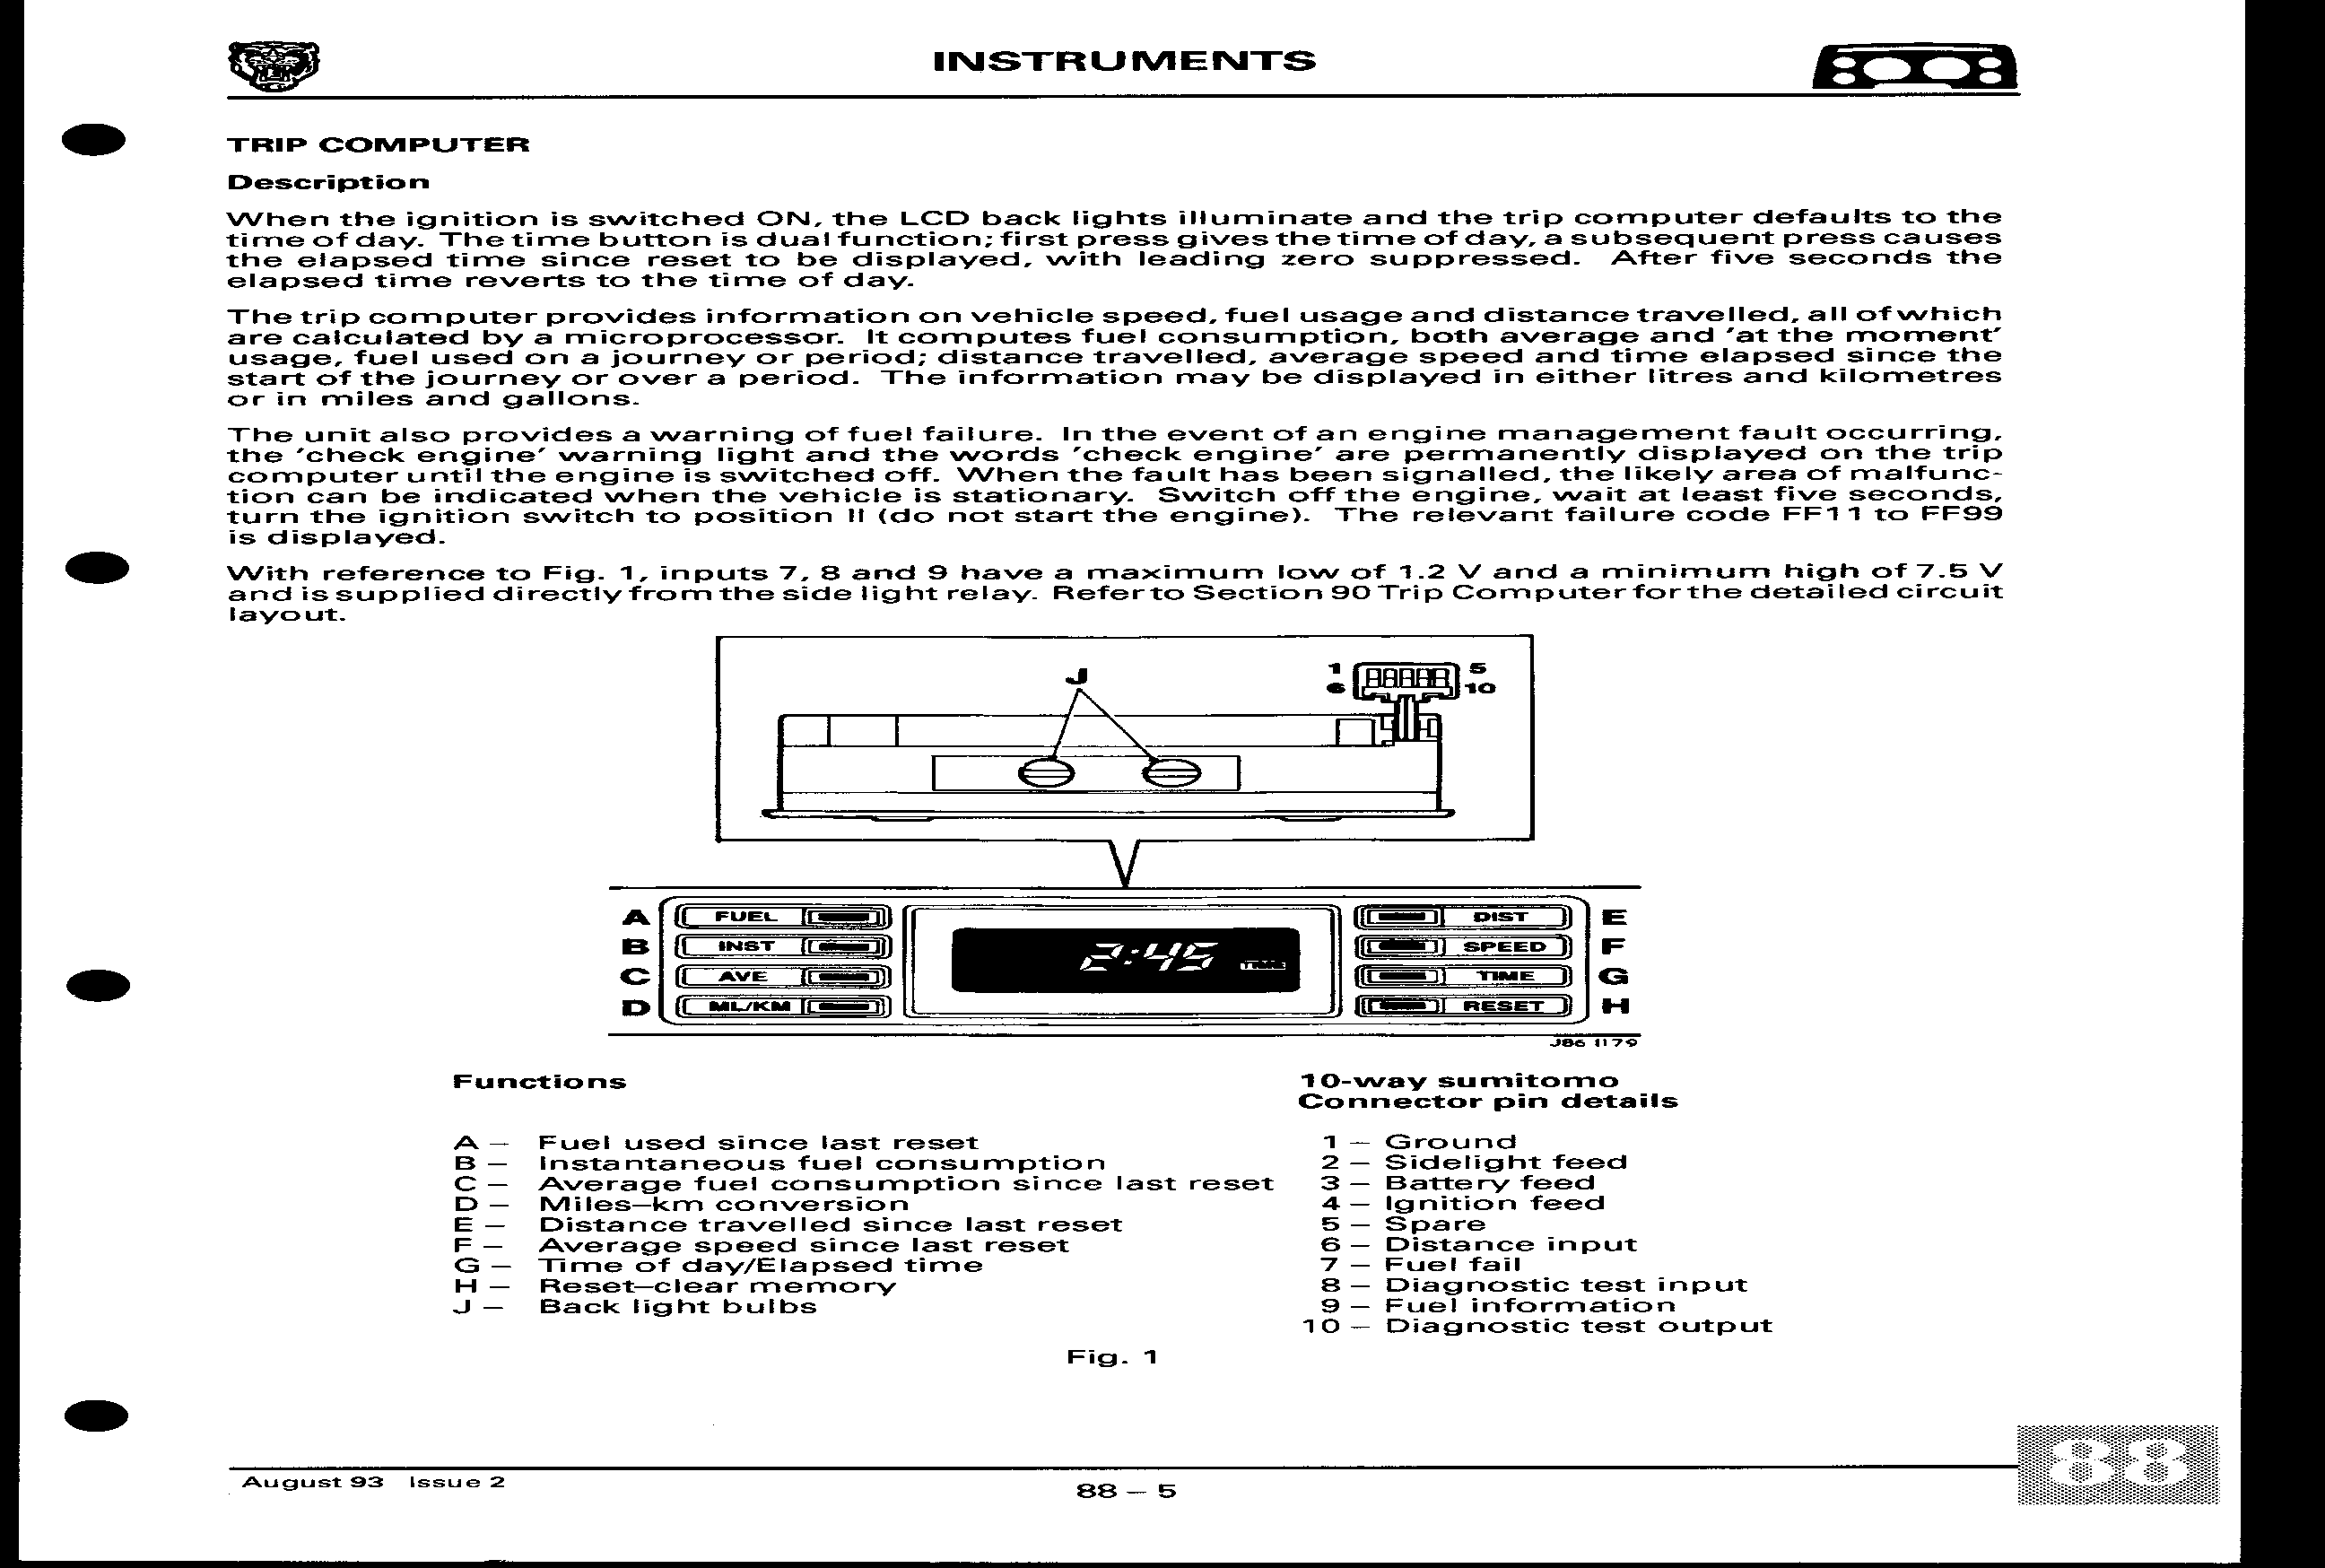 INSTRUMENTS
TRIP COMPUTER
Description
When the ignition is switched ON, the LCD back lights illuminate and the trip computer defaults to the
time of day. The time button is dual function; first press gives the time of day, a subsequent press causes
the elapsed time since reset to be displayed, with leading zero suppressed. After five seconds the
elapsed time reverts to the time of day.
The trip computer provides information on vehicle speed, fuel usage and distance travelled, all of which
are calculated by a microprocessor. It computes fuel consumption, both average and 'at the moment'
usage, fuel used on a journey or period; distance travelled, average speed and time elapsed since the
start of the journey or over a period. The information may be displayed in either litres and kilometres
or in miles and gallons.
The unit also provides a warning of fuel failure. In the event of an engine management fault occurring,
the 'check engine' warning light and the words 'check engine' are permanently displayed on the trip
computer until the engine is switched off. When the fault has been signalled, the likely area of malfunc-
tion can be indicated when the vehicle is stationary. Switch off the engine, wait at least five seconds,
turn the ignition switch to position II (do not start the engine). The relevant failure code FF11 to FF99
is displayed.
With reference to Fig. 1, inputs 7, 8 and 9 have a maximum low of 1.2 V and a minimum high of 7.5 V
and is supplied directly from the side light relay. Refer to Section 90 Trip Computer for the detailed circuit
layout.
J
1 5
6 10
A FUEL DIST E
B INST 2:45 TIME SPEED F
C AVE TIME G
D ML/KM RESET H
J86 1179
Functions
A – Fuel used since last reset
B – Instantaneous fuel consumption
C – Average fuel consumption since last reset
D – Miles–km conversion
E – Distance travelled since last reset
F – Average speed since last reset
G – Time of day/Elapsed time
H – Reset–clear memory
J – Back light bulbs
10-way sumitomo
Connector pin details
1 – Ground
2 – Sidelight feed
3 – Battery feed
4 – Ignition feed
5 – Spare
6 – Distance input
7 – Fuel fail
8 – Diagnostic test input
9 – Fuel information
10 – Diagnostic test output
Fig. 1
August 93 Issue 2
88 – 5
88